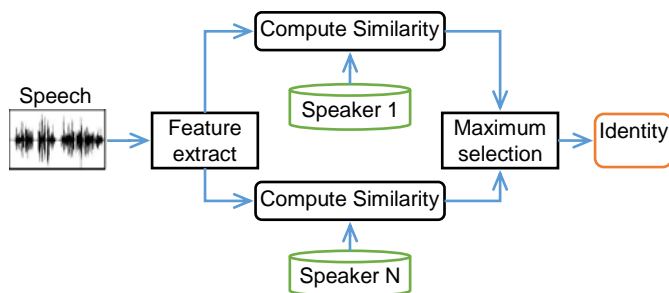 Compute Similarity
Speaker 1
Speech
Feature
extract
Maximum
selection
Identity
Compute Similarity
Speaker N